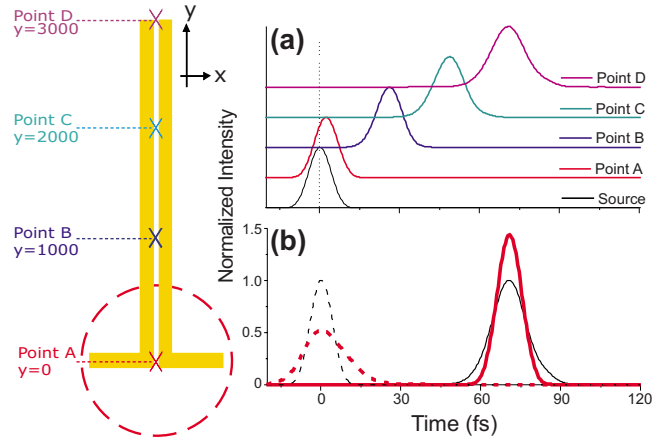 Point D
y=3000
y
x
Point C
y=2000
Point B
y=1000
Point A
y=0
(a)
Point D
Point C
Point B
Point A
Source
Normalized Intensity
(b)
1.5
1.0
0.5
0.0
0
30
60
90
120
Time (fs)